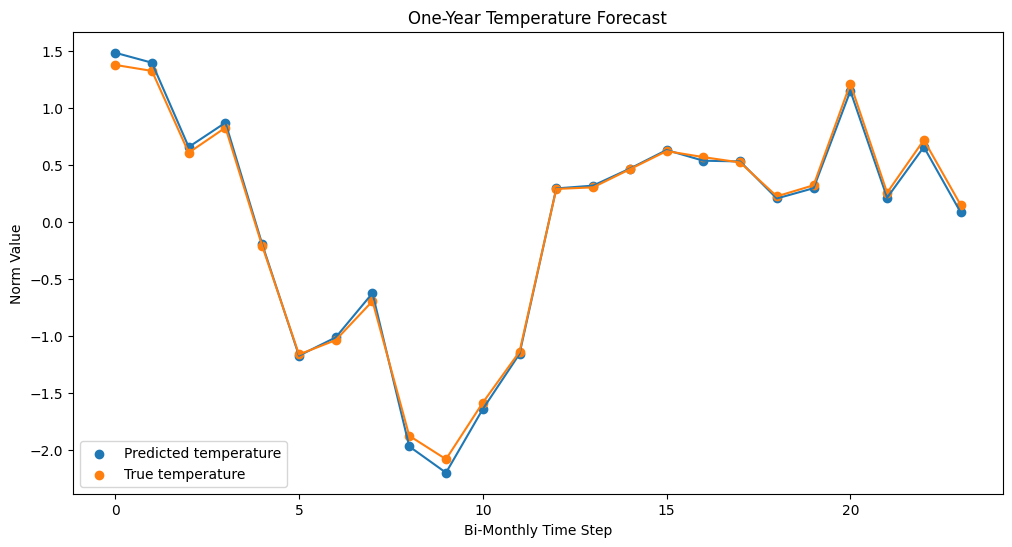 One-Year Temperature Forecast
Norm Value
1.5
1.0
0.5
0.0
−0.5
−1.0
−1.5
−2.0
Predicted temperature
True temperature
0
5
10
15
20
Bi-Monthly Time Step